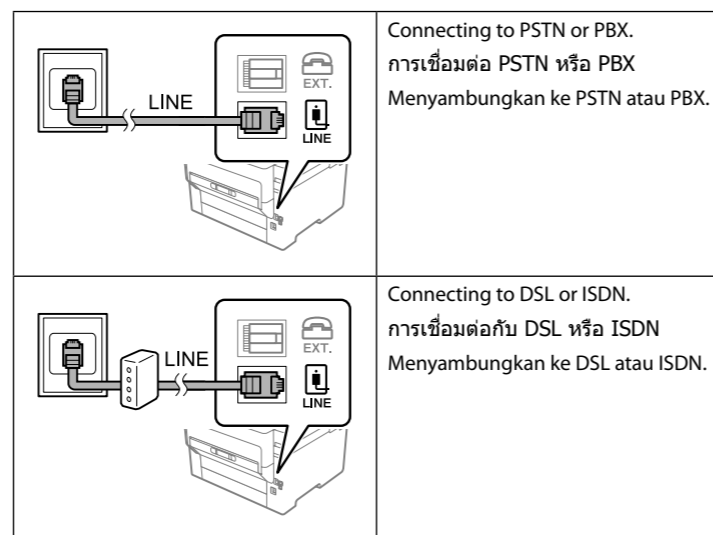 LINE
EXT.
LINE
Connecting to PSTN or PBX.
การเชื่อมต่อ PSTN หรือ PBX
Menyambungkan ke PSTN atau PBX.
LINE
EXT.
LINE
Connecting to DSL or ISDN.
การเชื่อมต่อกับ DSL หรือ ISDN
Menyambungkan ke DSL atau ISDN.